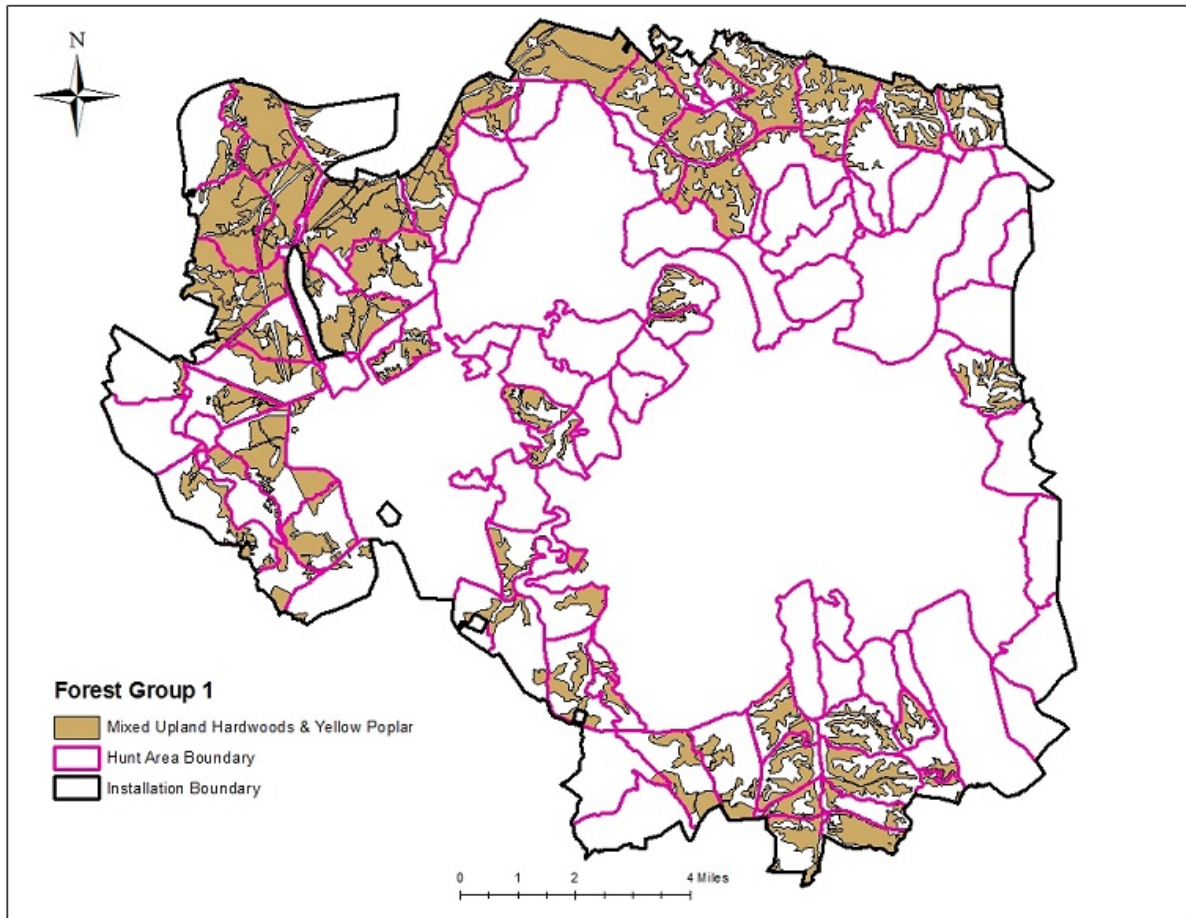 N
Forest Group 1
Mixed Upland Hardwoods & Yellow Poplar
Hunt Area Boundary
Installation Boundary
0 1 2 4 Miles